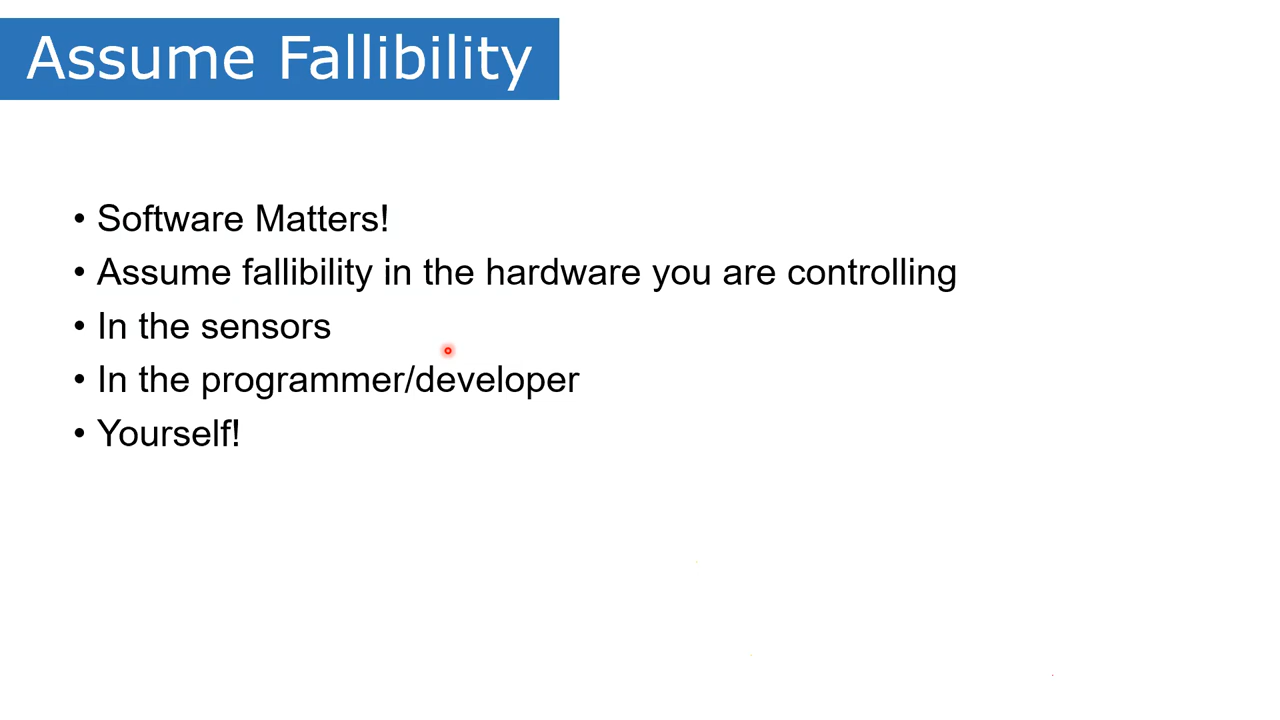 Assume Fallibility
• Software Matters!
• Assume fallibility in the hardware you are controlling
• In the sensors
• In the programmer/developer
• Yourself!